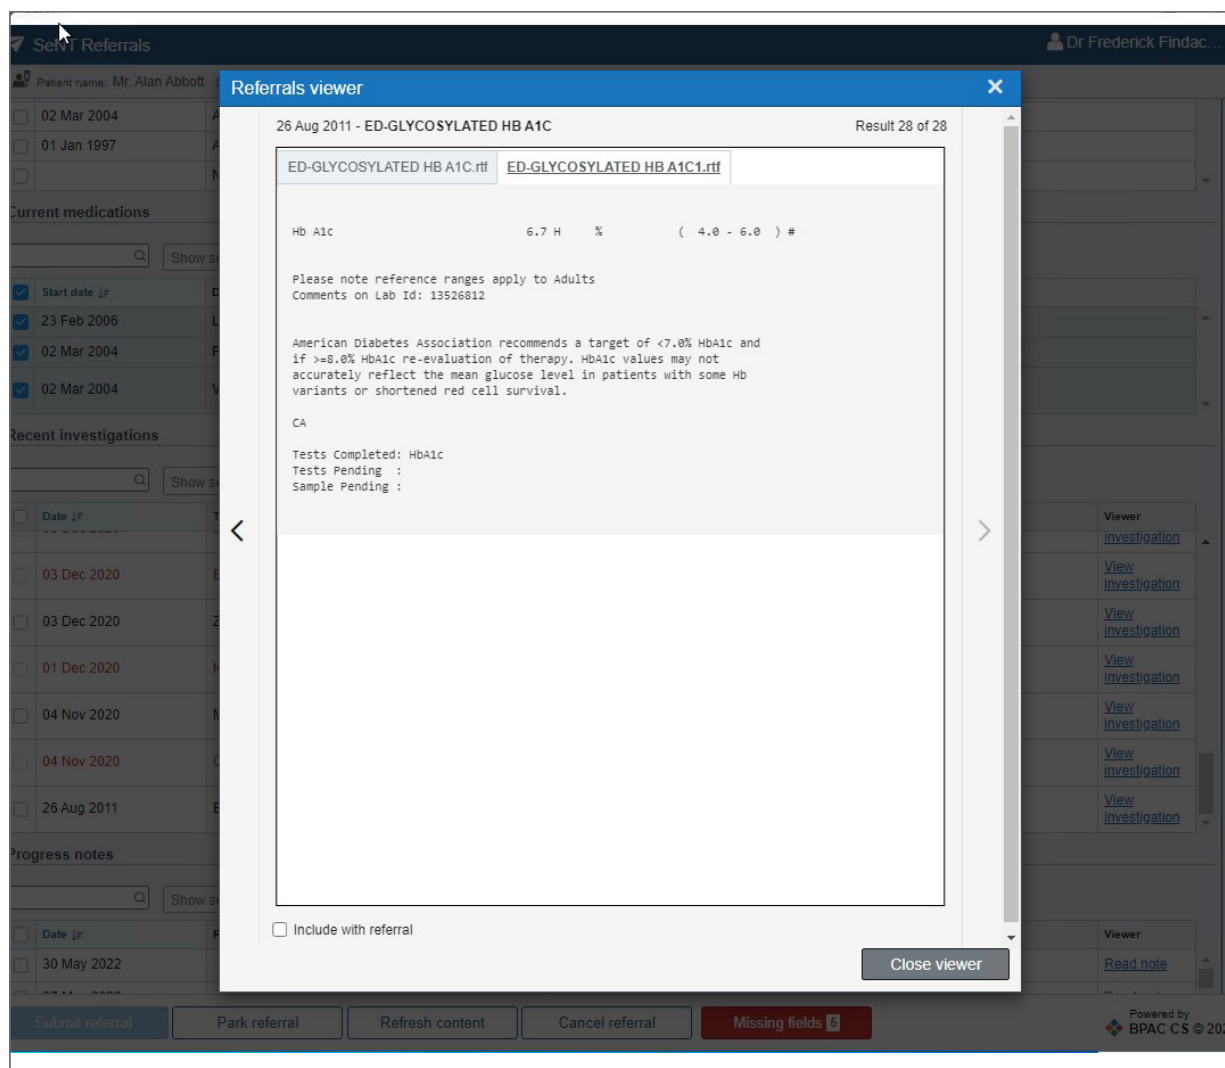 SeNT Referrals
Dr Frederick Findac...
Patient name: Mr. Alan Abbott
Referrals viewer
02 Mar 2004
01 Jan 1997
26 Aug 2011 - ED-GLYCOSYLATED HB A1C
Result 28 of 28
ED-GLYCOSYLATED HB A1C.rtf
ED-GLYCOSYLATED HB A1C1.rtf
Hb A1c 6.7 H % ( 4.0 - 6.0 ) #
Please note reference ranges apply to Adults
Comments on Lab Id: 13526812
American Diabetes Association recommends a target of <7.0% HbA1c and
if >=8.0% HbA1c re-evaluation of therapy. HbA1c values may not
accurately reflect the mean glucose level in patients with some Hb
variants or shortened red cell survival.
CA
Tests Completed: HbA1c
Tests Pending :
Sample Pending :
Include with referral
Close viewer
Current medications
Show se
Start date
23 Feb 2006
02 Mar 2004
02 Mar 2004
Recent investigations
Show se
Date
Viewer
investigation
03 Dec 2020
View
investigation
03 Dec 2020
View
investigation
01 Dec 2020
View
investigation
04 Nov 2020
View
investigation
04 Nov 2020
View
investigation
26 Aug 2011
View
investigation
Progress notes
Show se
Date
Viewer
30 May 2022
Read note
Submit referral
Park referral
Refresh content
Cancel referral
Missing fields 5
Powered by
BPAC CS © 202